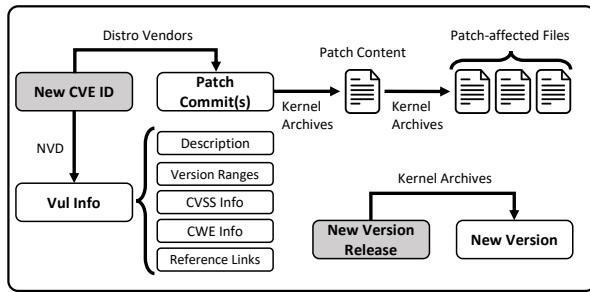 Distro Vendors
Patch Content
Patch-affected Files
New CVE ID
Patch
Commit(s)
Kernel
Archives
Kernel
Archives
NVD
Description
Version Ranges
Vul Info
CVSS Info
CWE Info
Reference Links
Kernel Archives
New Version
Release
New Version